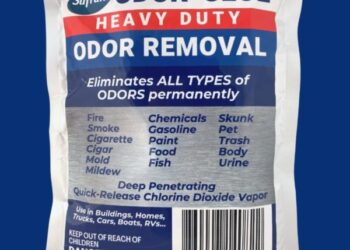 HEAVY DUTY
ODOR REMOVAL
Eliminates ALL TYPES of
ODORS permanently
Fire
Smoke
Cigarette
Cigar
Mold
Mildew
Chemicals
Gasoline
Paint
Food
Fish
Skunk
Pet
Trash
Body
Urine
Deep Penetrating
Quick-Release Chlorine Dioxide Vapor
Use in Buildings, Homes,
Trucks, Cars, Boats, RVs...
KEEP OUT OF REACH OF
CHILDREN